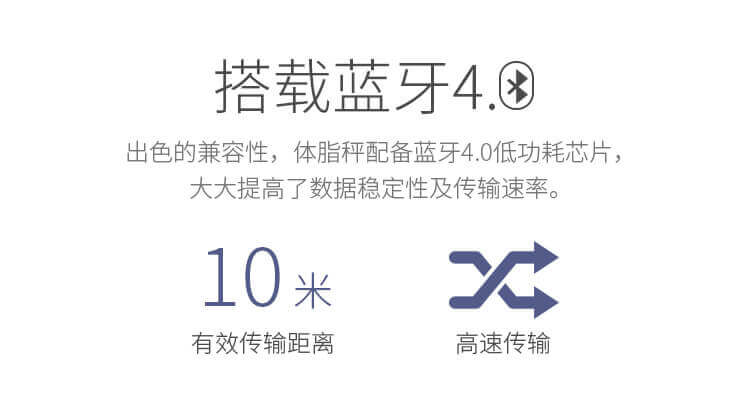 搭载蓝牙4.0
出色的兼容性，体脂秤配备蓝牙4.0低功耗芯片，
大大提高了数据稳定性及传输速率。
10 米
有效传输距离
高速传输